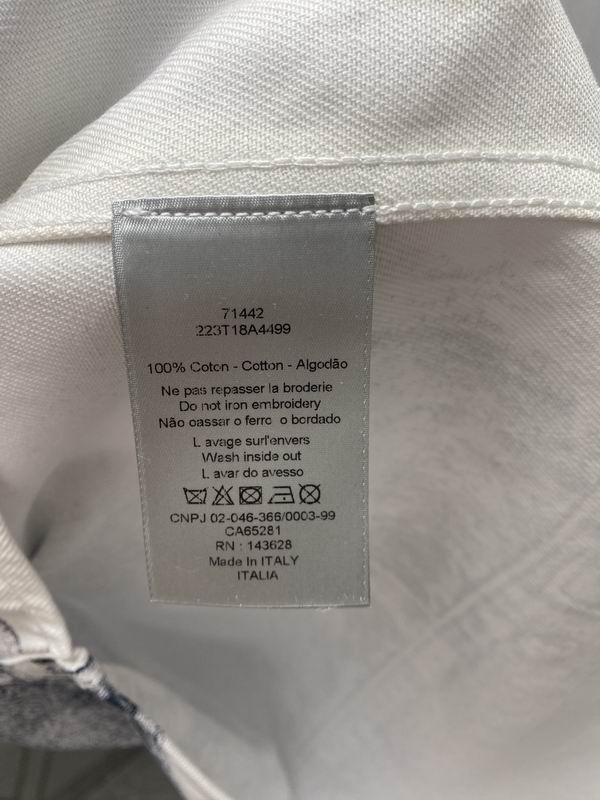 71442
223T18A4499
100% Coton - Cotton - Algodão
Ne pas repasser la broderie
Do not iron embroidery
Não oassar o ferro o bordado
Lavage surl'envers
Wash inside out
Lavar do avesso
CNPJ 02-046-366/0003-99
CA65281
RN : 143628
Made In ITALY
ITALIA